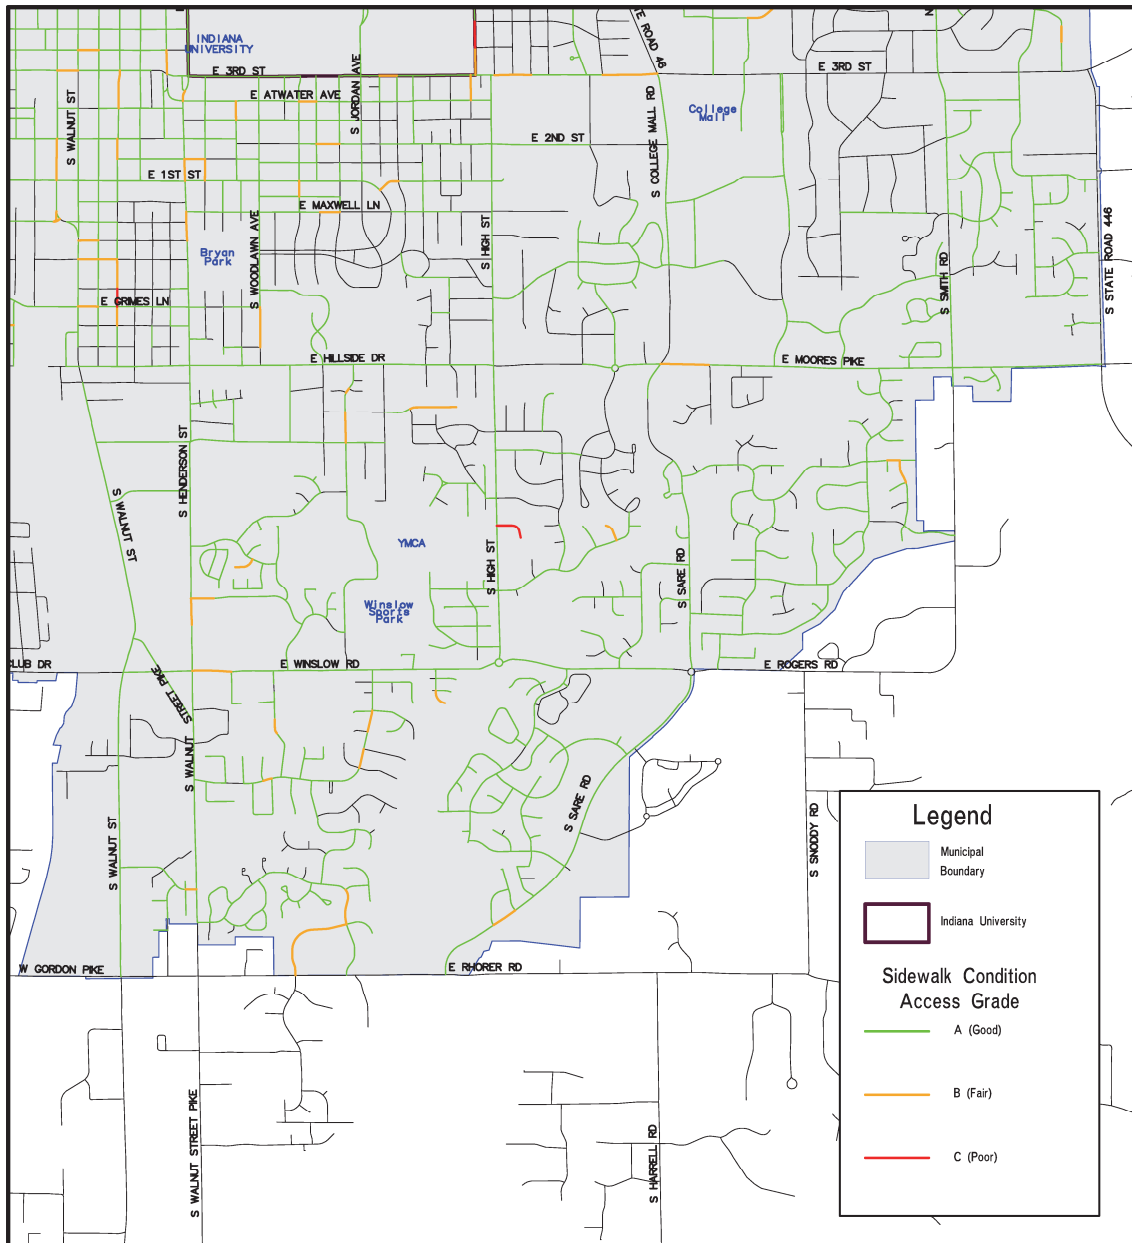 TE ROAD 46
N
INDIANA
UNIVERSITY
E 3RD ST
E 3RD ST
S JORDAN AVE
E ATWATER AVE
College
Mall
S WALNUT ST
E 2ND ST
S COLLEGE MALL RD
E 1ST ST
E MAXWELL LN
S WOODLAWN AVE
S HIGH ST
Bryan
Park
S SMITH RD
S STATE ROAD 446
E GRIMES LN
E HILLSIDE DR
E MOORES PIKE
S HENDERSON ST
S WALNUT ST
YMCA
S HIGH ST
S SARE RD
Winslow
Sports
Park
CLUB DR
E WINSLOW RD
E ROGERS RD
S WALNUT STREET PIKE
S SARE RD
S WALNUT ST
S SNODDY RD
W GORDON PIKE
E RHORER RD
S WALNUT STREET PIKE
S HARRELL RD
Legend
Municipal
Boundary
Indiana University
Sidewalk Condition
Access Grade
A (Good)
B (Fair)
C (Poor)